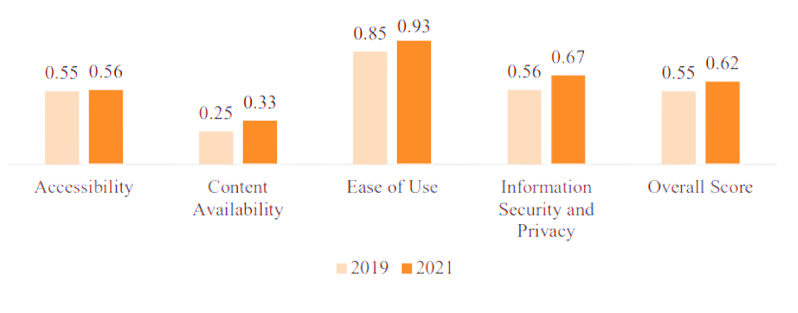 0.85 0.93
0.55 0.56
0.25 0.33
0.56 0.67
0.55 0.62
Accessibility
Content
Availability
Ease of Use
Information
Security and
Privacy
Overall Score
2019 2021